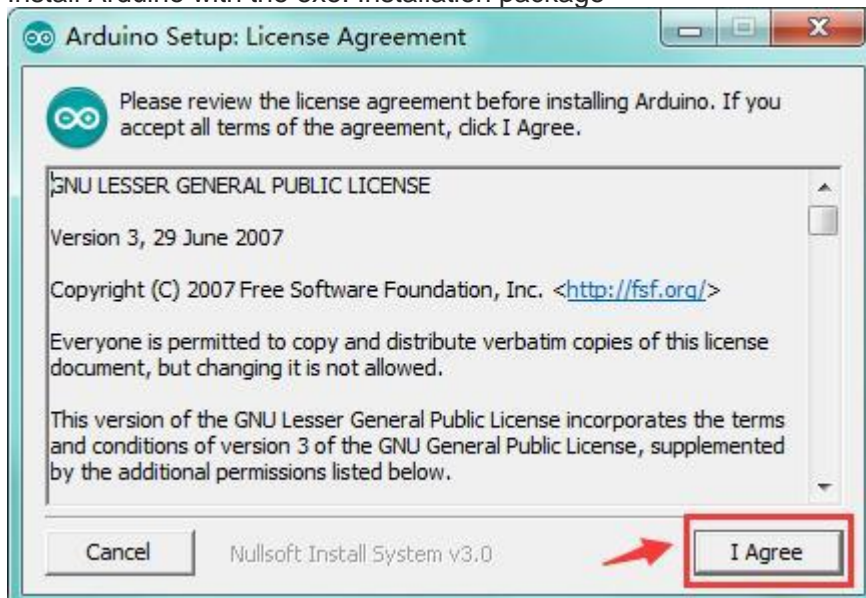 Install Arduino with the exe. Installation package
Arduino Setup: License Agreement
Please review the license agreement before installing Arduino. If you
accept all terms of the agreement, click I Agree.
GNU LESSER GENERAL PUBLIC LICENSE
Version 3, 29 June 2007
Copyright (C) 2007 Free Software Foundation, Inc. <http://fsf.org/>
Everyone is permitted to copy and distribute verbatim copies of this license
document, but changing it is not allowed.
This version of the GNU Lesser General Public License incorporates the terms
and conditions of version 3 of the GNU General Public License, supplemented
by the additional permissions listed below.
Cancel Nullsoft Install System v3.0 I Agree